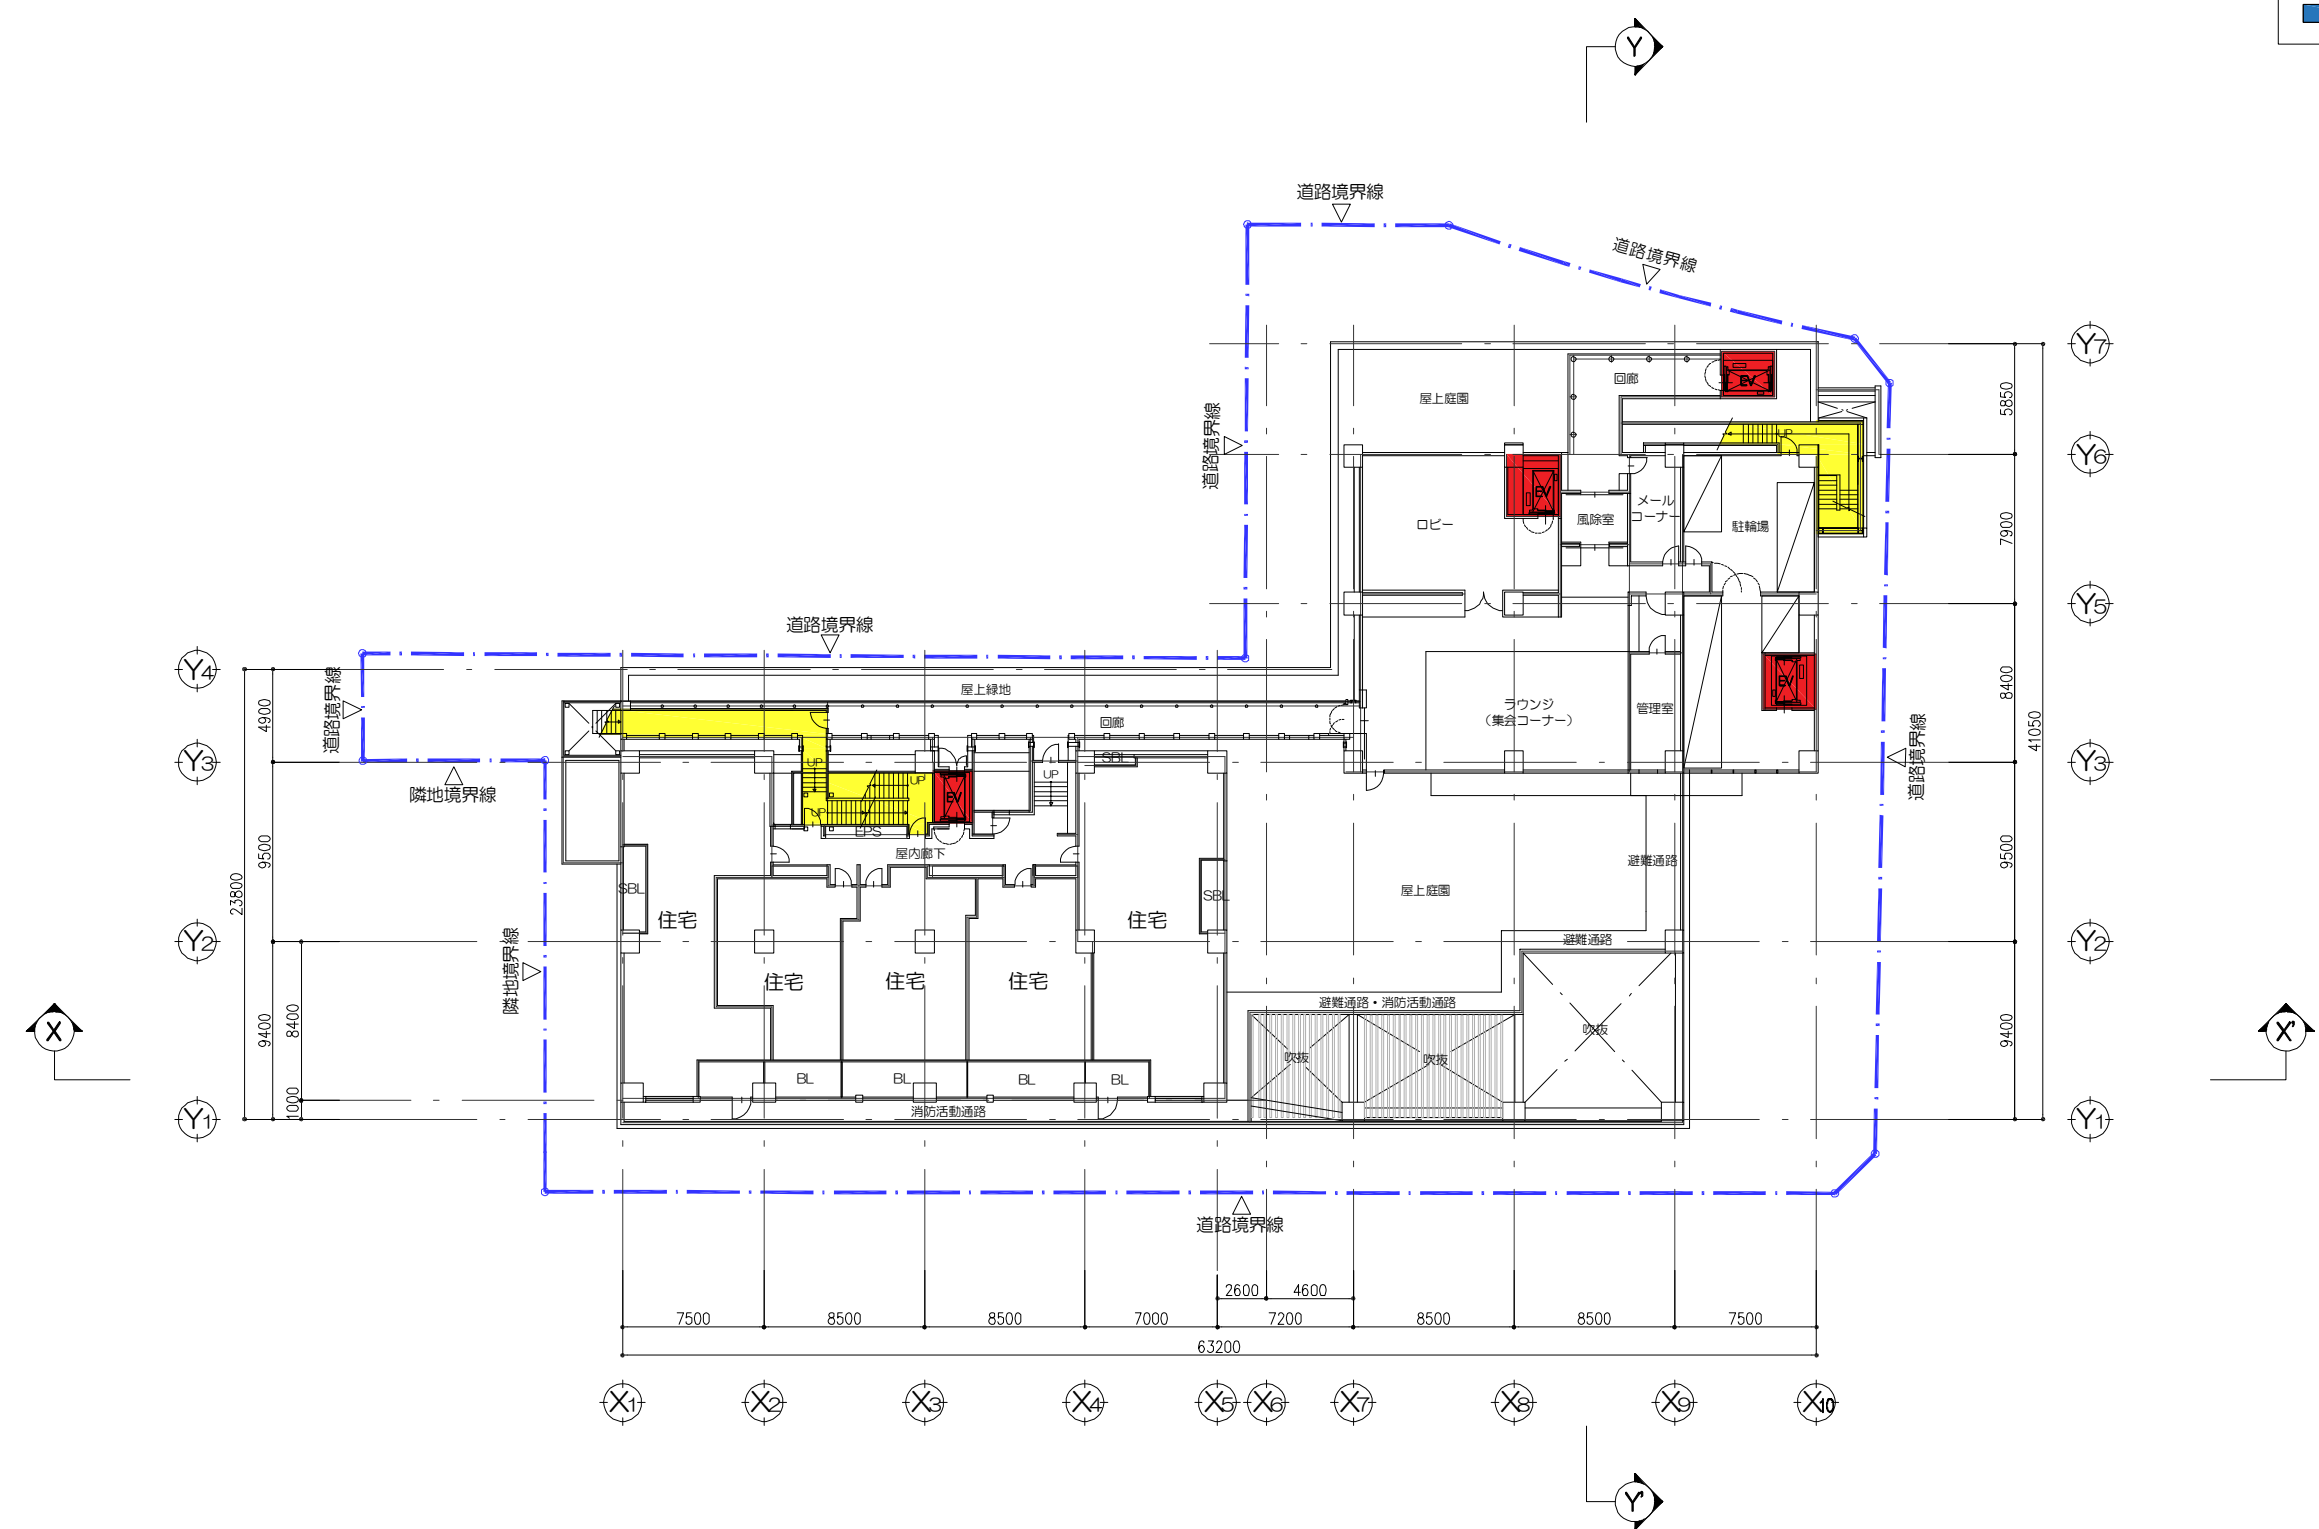 Y
道路境界線
道路境界線
Y7
5850
回廊
EV
屋上庭園
道路境界線
UP
Y6
EV
メール
コーナー
ロビー
風除室
駐輪場
7900
41050
Y5
道路境界線
Y4
道路境界線
4900
屋上緑地
回廊
ラウンジ
(集会コーナー)
管理室
EV
8400
道路境界線
Y3
隣地境界線
UP
UP
UP
EV
UP
SBL
EPS
屋内廊下
Y3
9500
23800
SBL
住宅
住宅
住宅
住宅
住宅
SBL
屋上庭園
避難通路
9500
避難通路
Y2
Y2
隣地境界線
避難通路・消防活動通路
吹抜
吹抜
吹抜
X
9400
8400
1000
9400
X'
BL
BL
BL
BL
消防活動通路
Y1
Y1
道路境界線
2600
4600
7500
8500
8500
7000
7200
8500
8500
7500
63200
X1
X2
X3
X4
X5
X6
X7
X8
X9
X10
Y'